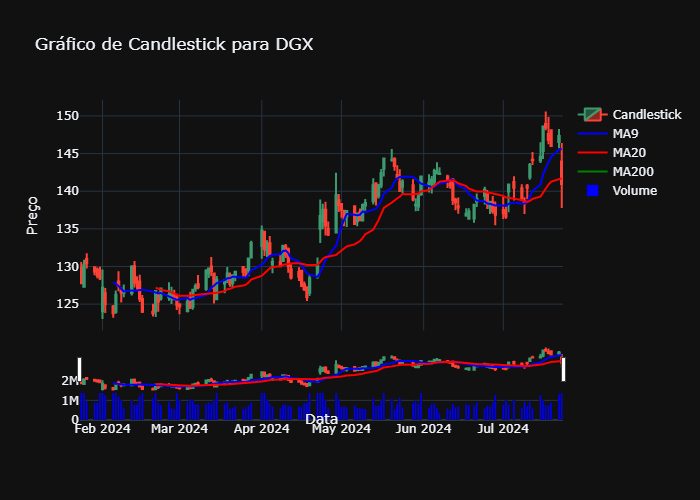 Gráfico de Candlestick para DGX
Candlestick
MA9
MA20
MA200
Volume
Preço
150
145
140
135
130
125
2M
1M
0
Feb 2024
Mar 2024
Apr 2024
May 2024
Jun 2024
Jul 2024
Data